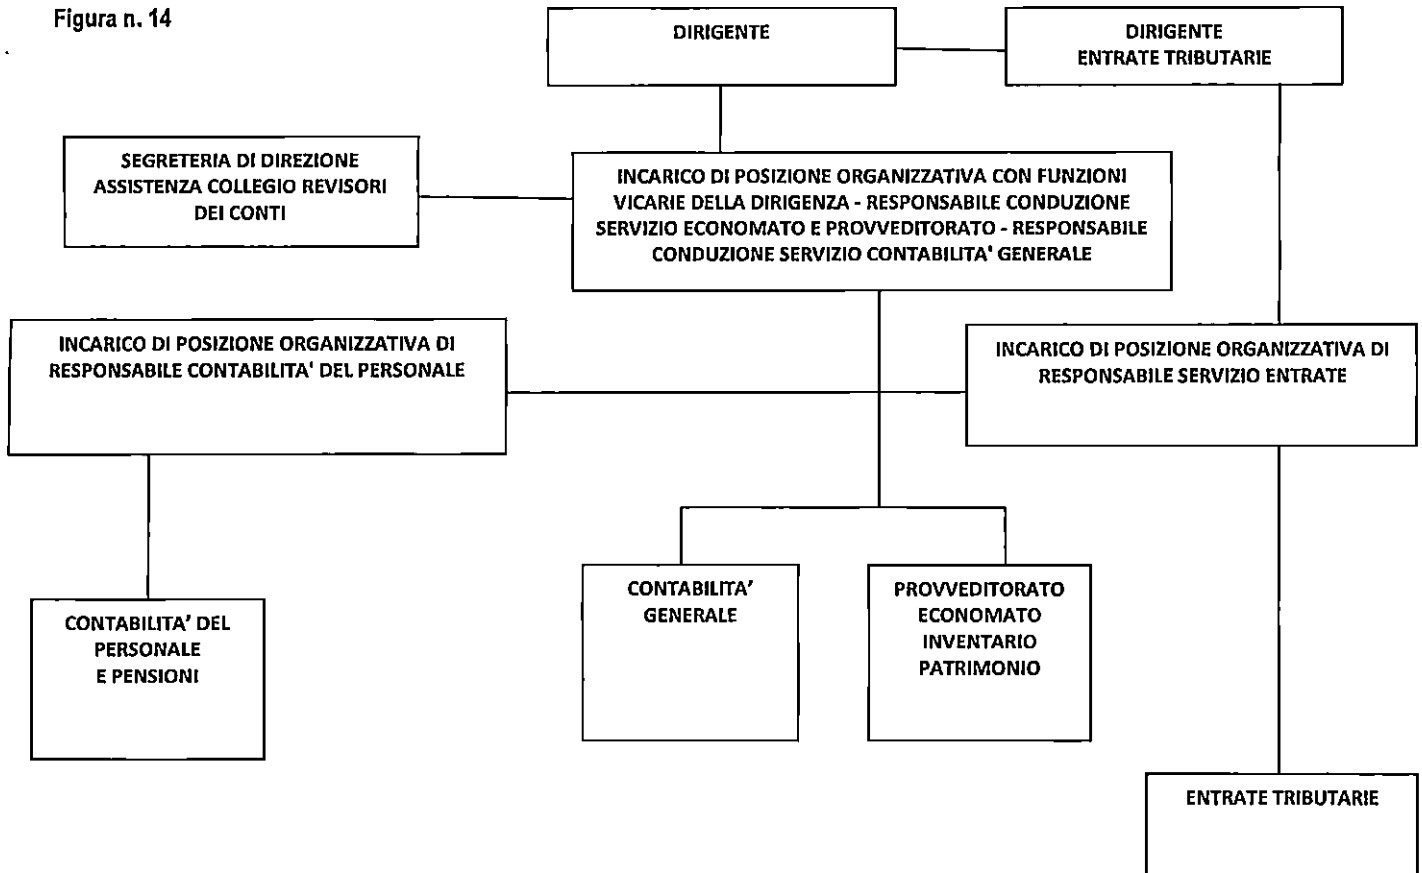 Figura n. 14
DIRIGENTE
DIRIGENTE
ENTRATE TRIBUTARIE
SEGRETERIA DI DIREZIONE
ASSISTENZA COLLEGIO REVISORI
DEI CONTI
INCARICO DI POSIZIONE ORGANIZZATIVA CON FUNZIONI
VICARIE DELLA DIRIGENZA - RESPONSABILE CONDUZIONE
SERVIZIO ECONOMATO E PROVVEDITORATO - RESPONSABILE
CONDUZIONE SERVIZIO CONTABILITA' GENERALE
INCARICO DI POSIZIONE ORGANIZZATIVA DI
RESPONSABILE CONTABILITA' DEL PERSONALE
INCARICO DI POSIZIONE ORGANIZZATIVA DI
RESPONSABILE SERVIZIO ENTRATE
CONTABILITA' DEL
PERSONALE
E PENSIONI
CONTABILITA'
GENERALE
PROVVEDITORATO
ECONOMATO
INVENTARIO
PATRIMONIO
ENTRATE TRIBUTARIE